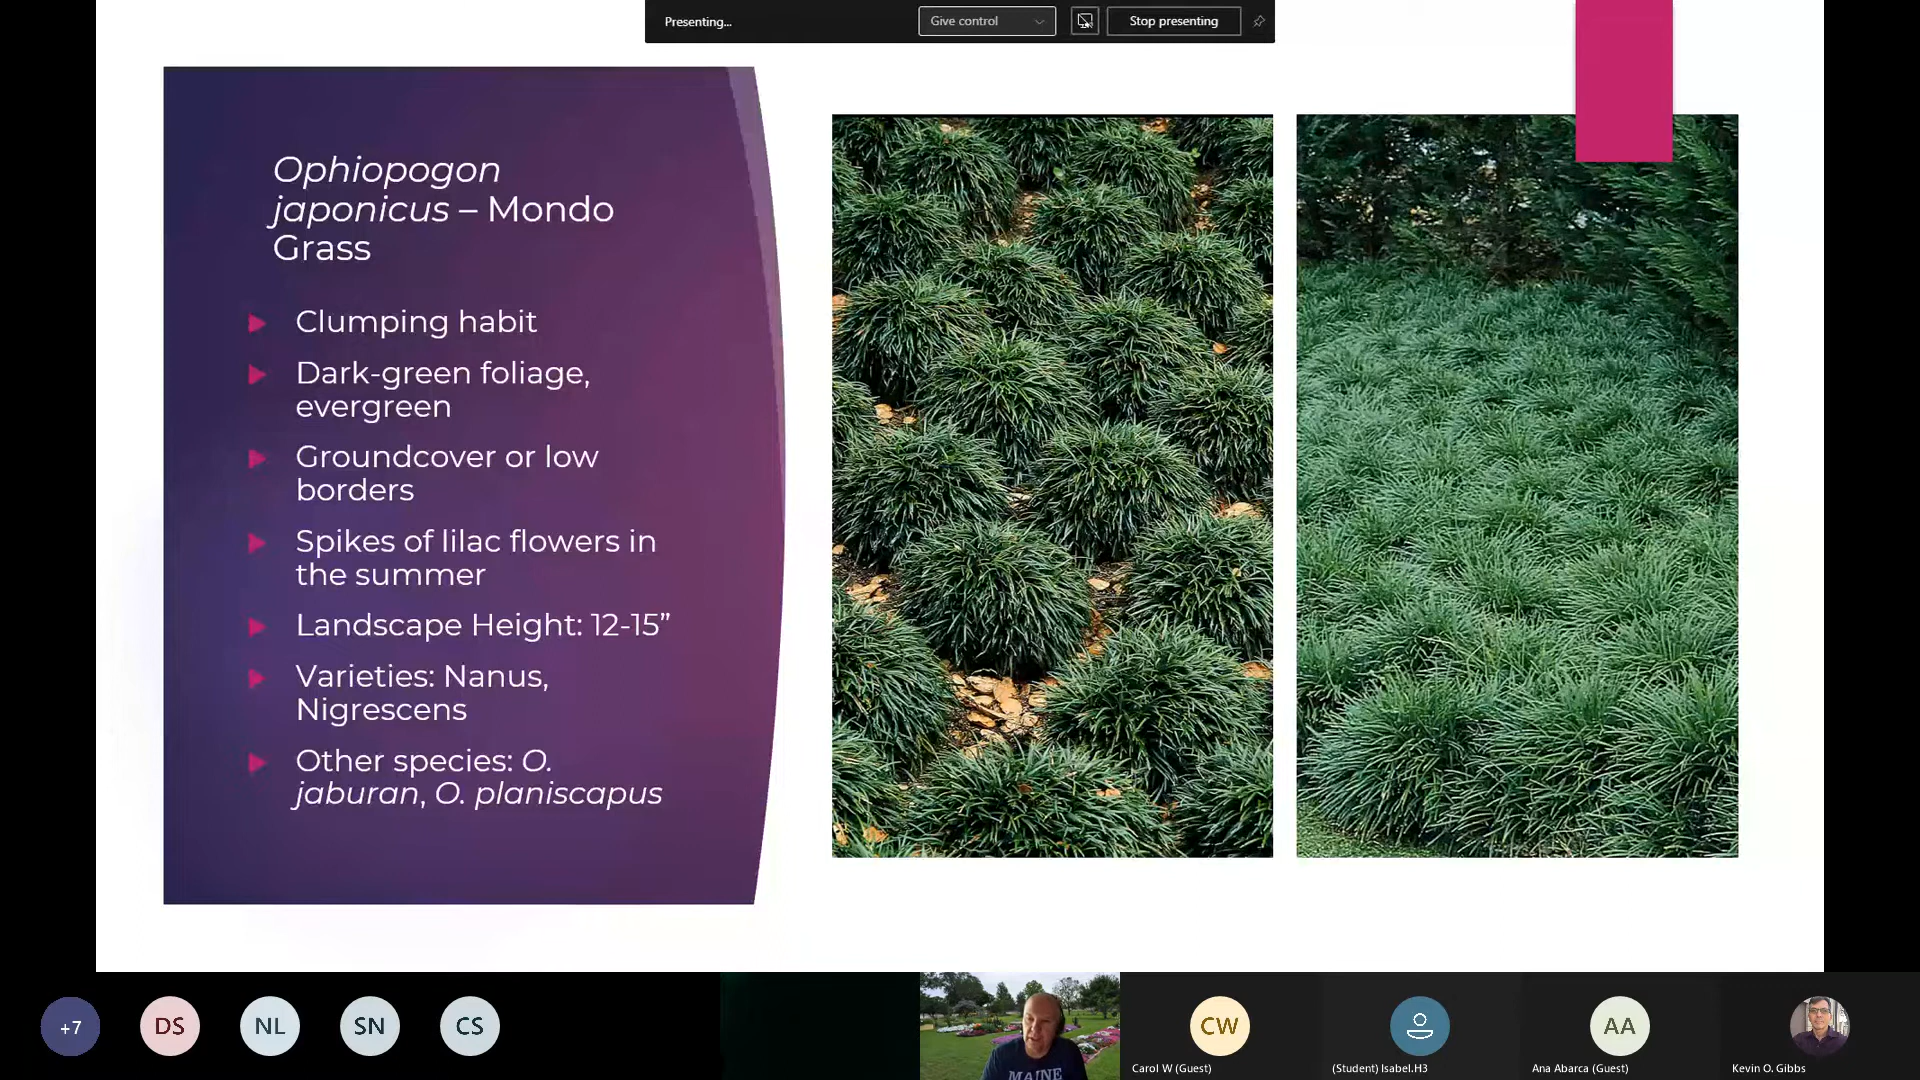 Presenting...
Give control
Stop presenting
Ophiopogon
japonicus – Mondo
Grass
Clumping habit
Dark-green foliage,
evergreen
Groundcover or low
borders
Spikes of lilac flowers in
the summer
Landscape Height: 12-15”
Varieties: Nanus,
Nigrescens
Other species: O.
jaburan, O. planiscapus
+7
DS
NL
SN
CS
MAINE
CW
Carol W (Guest)
(Student) Isabel.H3
AA
Ana Abarca (Guest)
Kevin O. Gibbs